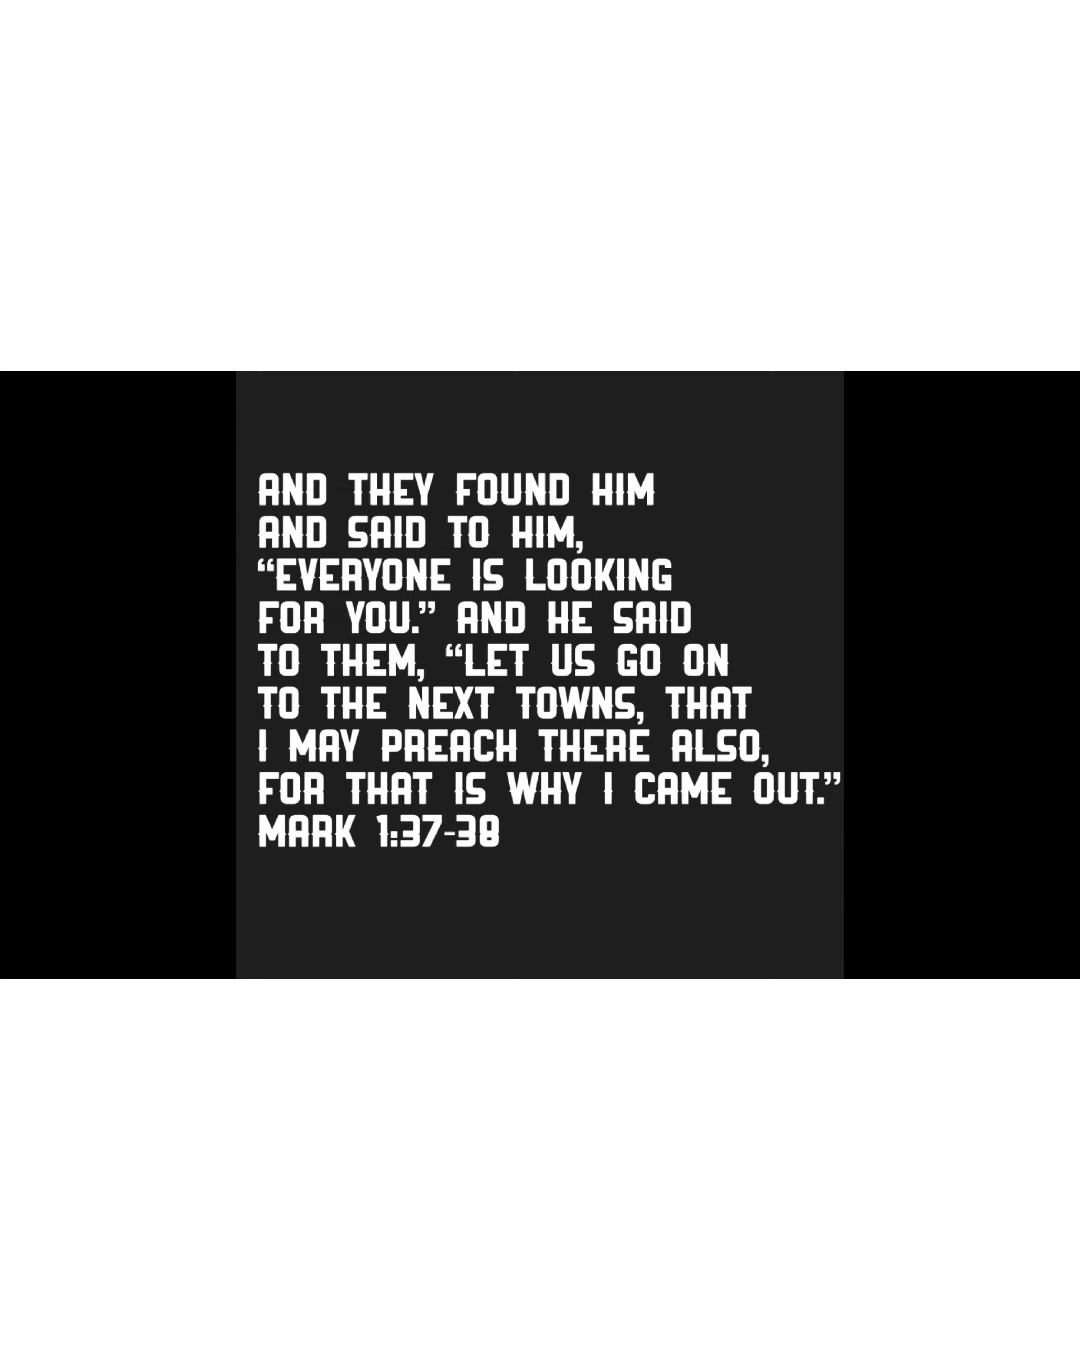 AND THEY FOUND HIM
AND SAID TO HIM,
“EVERYONE IS LOOKING
FOR YOU.” AND HE SAID
TO THEM, “LET US GO ON
TO THE NEXT TOWNS, THAT
I MAY PREACH THERE ALSO,
FOR THAT IS WHY I CAME OUT.”
MARK 1:37-38